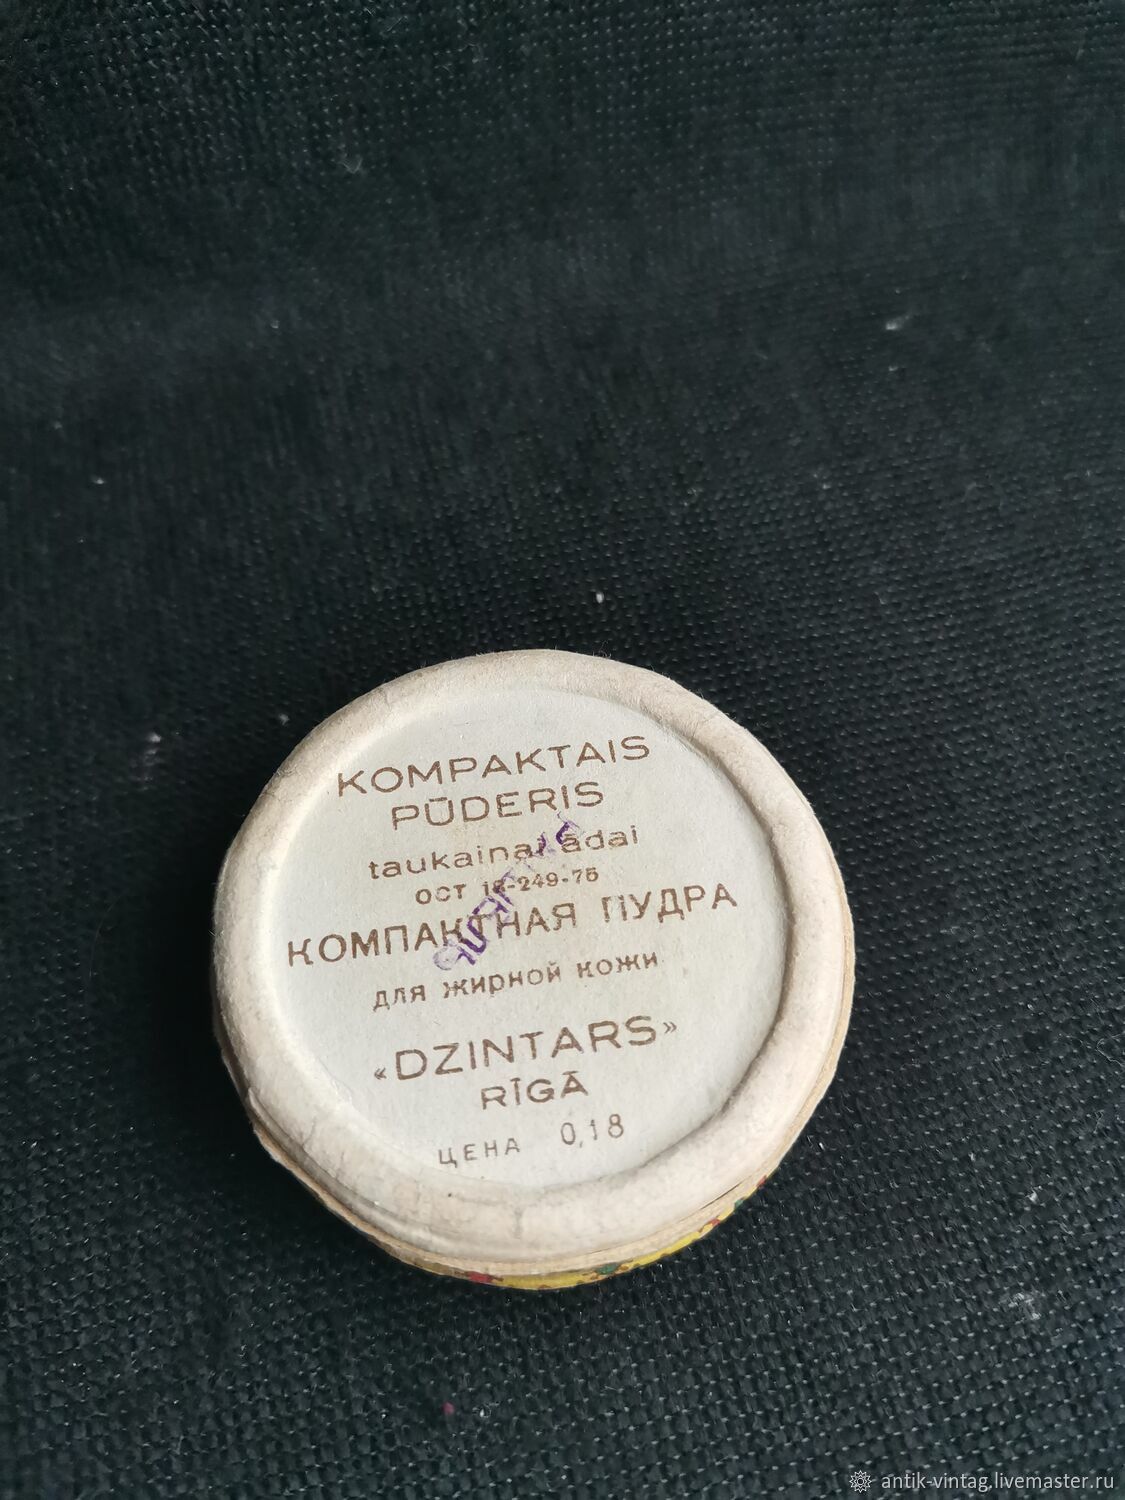 KOMPAKTAIS
PŪDERIS
taukainai ādai
ОСТ 18-249-75
КОМПАКТНАЯ ПУДРА
для жирной кожи
«DZINTARS»
RĪGĀ
ЦЕНА 0,18
antik-vintag.livemaster.ru